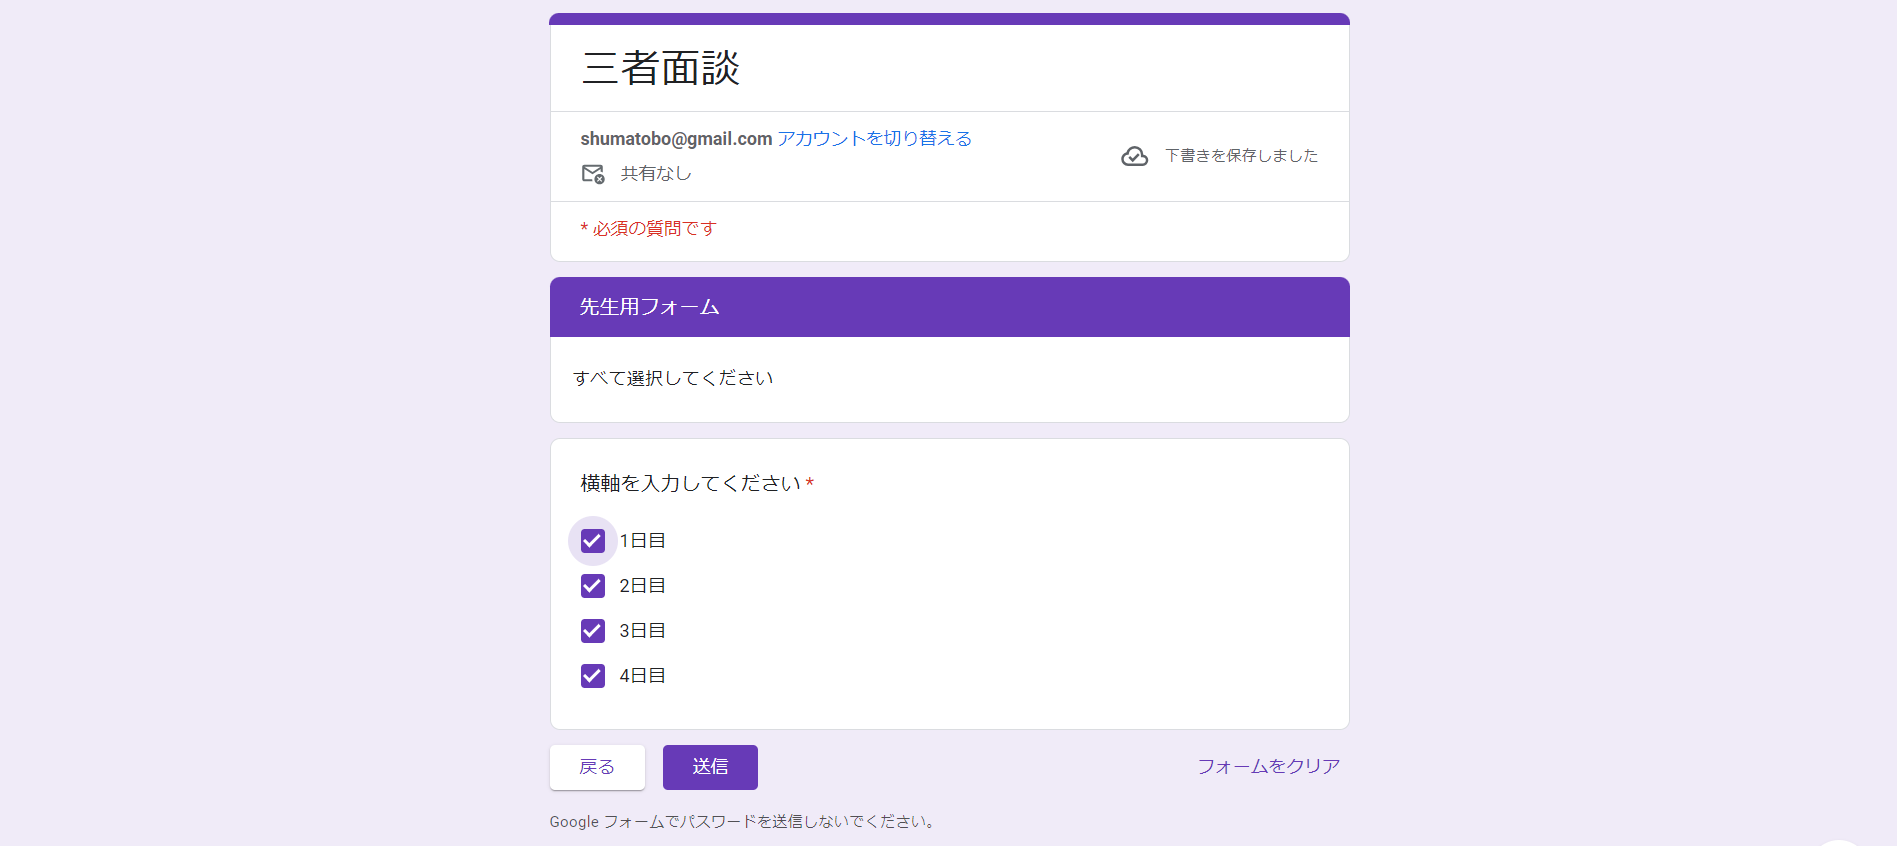 三者面談
shumatobo@gmail.com アカウントを切り替える
下書きを保存しました
共有なし
* 必須の質問です
先生用フォーム
すべて選択してください
横軸を入力してください *
1日目
2日目
3日目
4日目
戻る
送信
フォームをクリア
Google フォームでパスワードを送信しないでください。